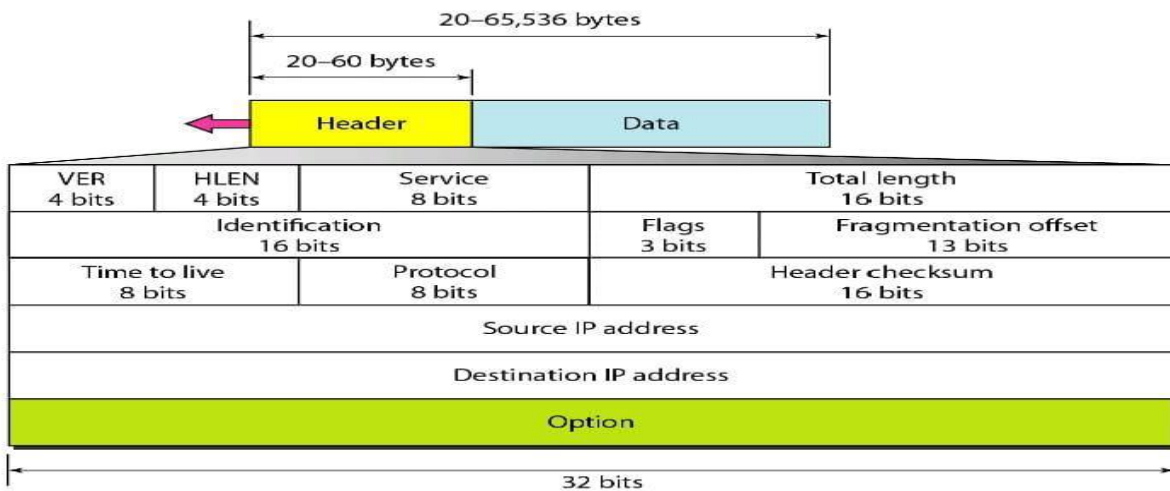 20–65,536 bytes
20–60 bytes
Header
Data
VER
4 bits
HLEN
4 bits
Service
8 bits
Total length
16 bits
Identification
16 bits
Flags
3 bits
Fragmentation offset
13 bits
Time to live
8 bits
Protocol
8 bits
Header checksum
16 bits
Source IP address
Destination IP address
Option
32 bits